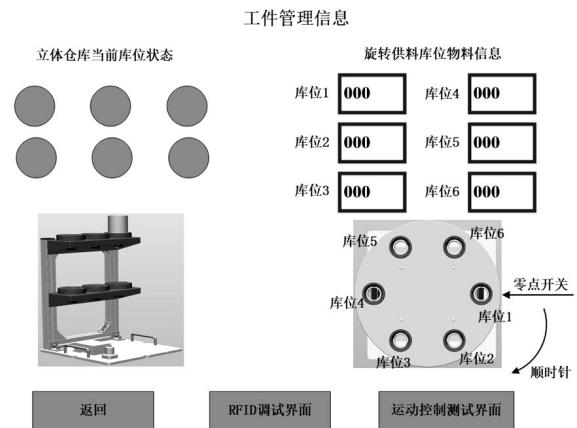 工件管理信息
立体仓库当前库位状态
旋转供料库位物料信息
库位1 000 库位4 000
库位2 000 库位5 000
库位3 000 库位6 000
库位5 库位6
零点开关
库位4 库位1
库位3 库位2
顺时针
返回 RFID调试界面 运动控制测试界面